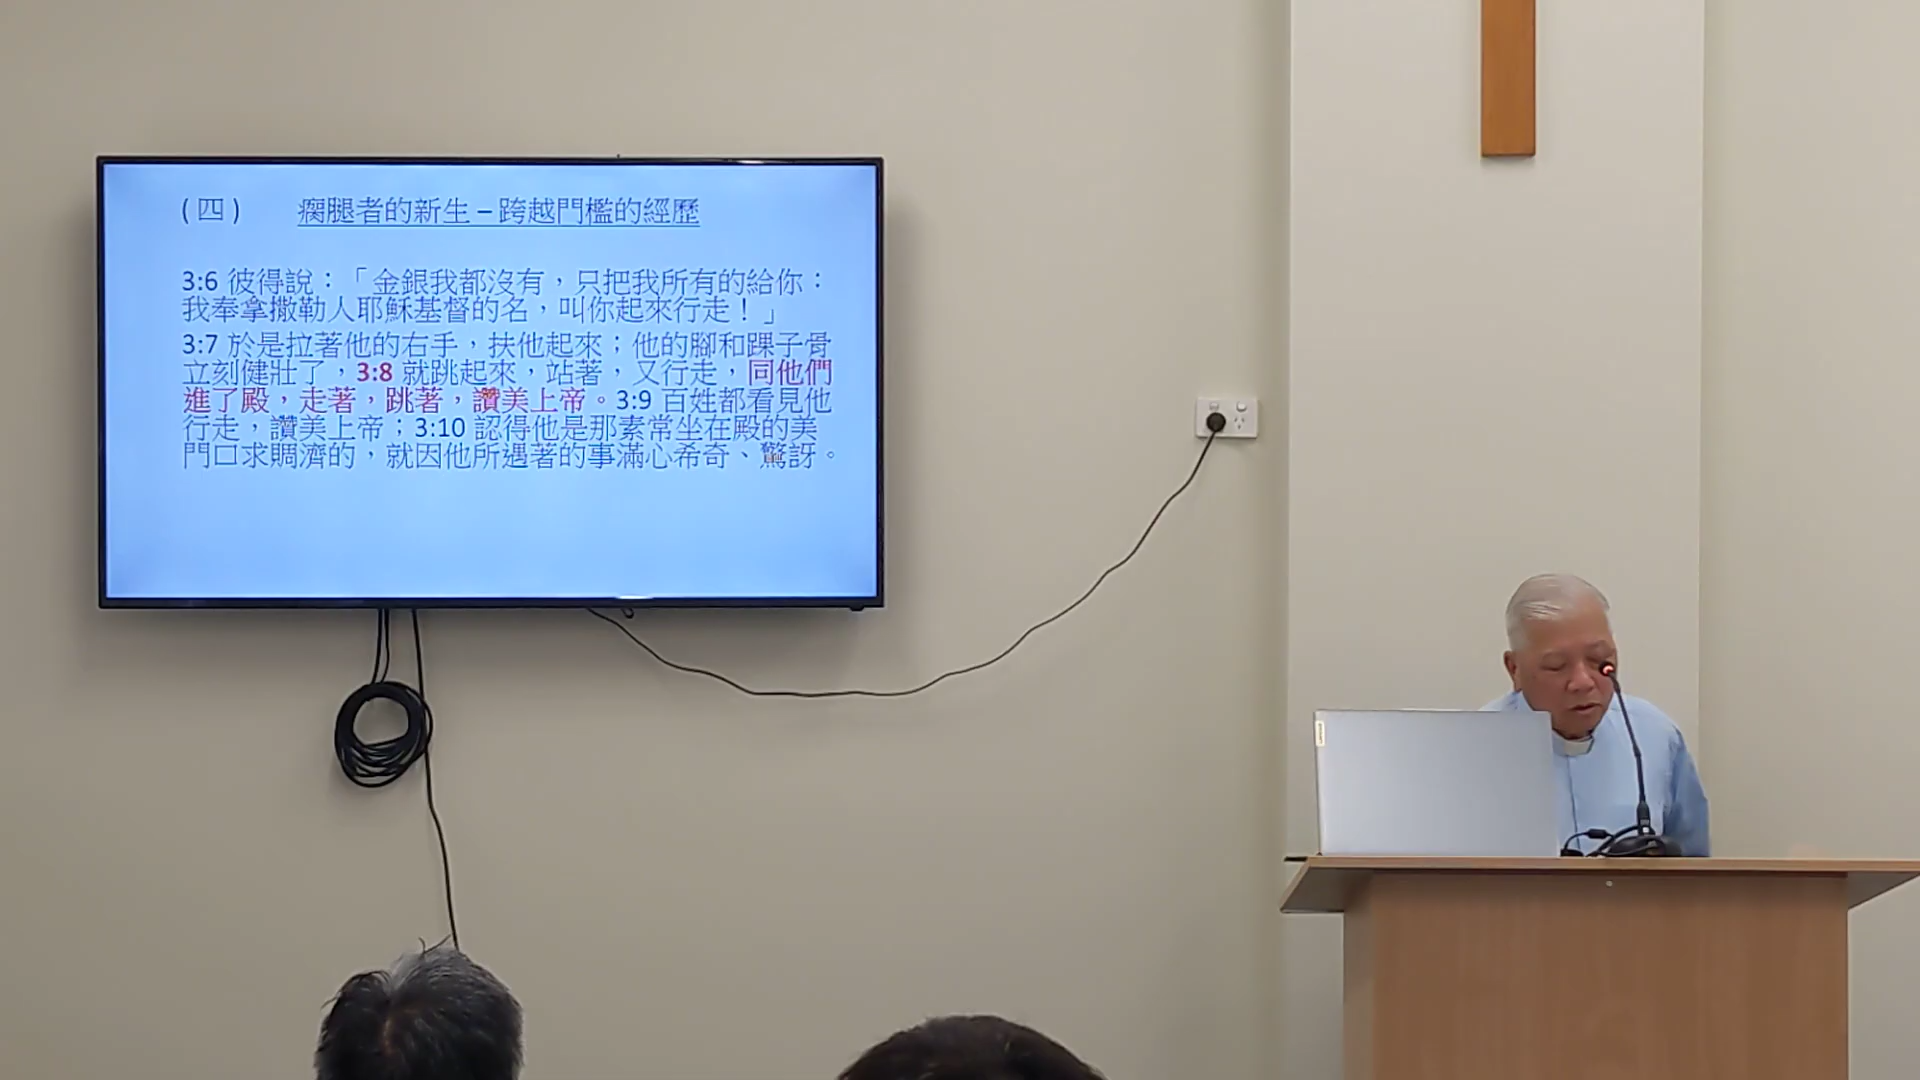 (四) 瘸腿者的新生 – 跨越門檻的經歷
3:6 彼得說：「金銀我都沒有，只把我所有的給你：
我奉拿撒勒人耶穌基督的名，叫你起來行走！」
3:7 於是拉著他的右手，扶他起來；他的腳和踝子骨
立刻健壯了，3:8 就跳起來，站著，又行走，同他們
進了殿，走著，跳著，讚美上帝。3:9 百姓都看見他
行走，讚美上帝；3:10 認得他是那素常坐在殿的美
門口求賙濟的，就因他所遇著的事滿心希奇、驚訝。